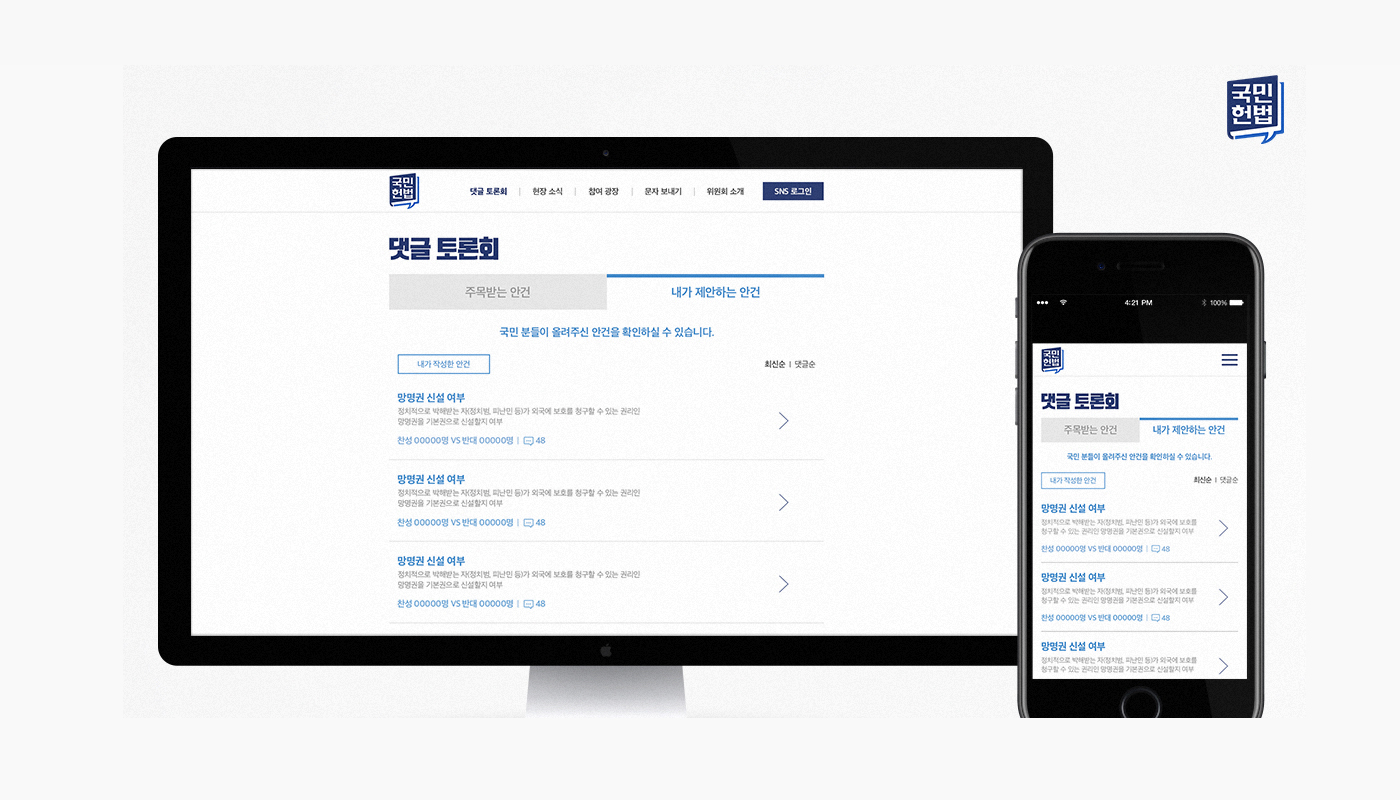 국민
헌법
국민
헌법
댓글 토론회 | 현장 소식 | 참여 광장 | 문자 보내기 | 위원회 소개
SNS 로그인
댓글 토론회
주목받는 안건
내가 제안하는 안건
국민 분들이 올려주신 안건을 확인하실 수 있습니다.
내가 작성한 안건
최신순 | 댓글순
망명권 신설 여부
정치적으로 박해받는 자(정치범, 피난민 등)가 외국에 보호를 청구할 수 있는 권리인
망명권을 기본권으로 신설할지 여부
찬성 00000명 VS 반대 00000명 | 48
망명권 신설 여부
정치적으로 박해받는 자(정치범, 피난민 등)가 외국에 보호를 청구할 수 있는 권리인
망명권을 기본권으로 신설할지 여부
찬성 00000명 VS 반대 00000명 | 48
망명권 신설 여부
정치적으로 박해받는 자(정치범, 피난민 등)가 외국에 보호를 청구할 수 있는 권리인
망명권을 기본권으로 신설할지 여부
찬성 00000명 VS 반대 00000명 | 48
4:21 PM
100%
국민
헌법
댓글 토론회
주목받는 안건
내가 제안하는 안건
국민 분들이 올려주신 안건을 확인하실 수 있습니다.
내가 작성한 안건
최신순 | 댓글순
망명권 신설 여부
정치적으로 박해받는 자(정치범, 피난민 등)가 외국에 보호를
청구할 수 있는 권리인 망명권을 기본권으로 신설할지 여부
찬성 00000명 VS 반대 00000명 | 48
망명권 신설 여부
정치적으로 박해받는 자(정치범, 피난민 등)가 외국에 보호를
청구할 수 있는 권리인 망명권을 기본권으로 신설할지 여부
찬성 00000명 VS 반대 00000명 | 48
망명권 신설 여부
정치적으로 박해받는 자(정치범, 피난민 등)가 외국에 보호를
청구할 수 있는 권리인 망명권을 기본권으로 신설할지 여부